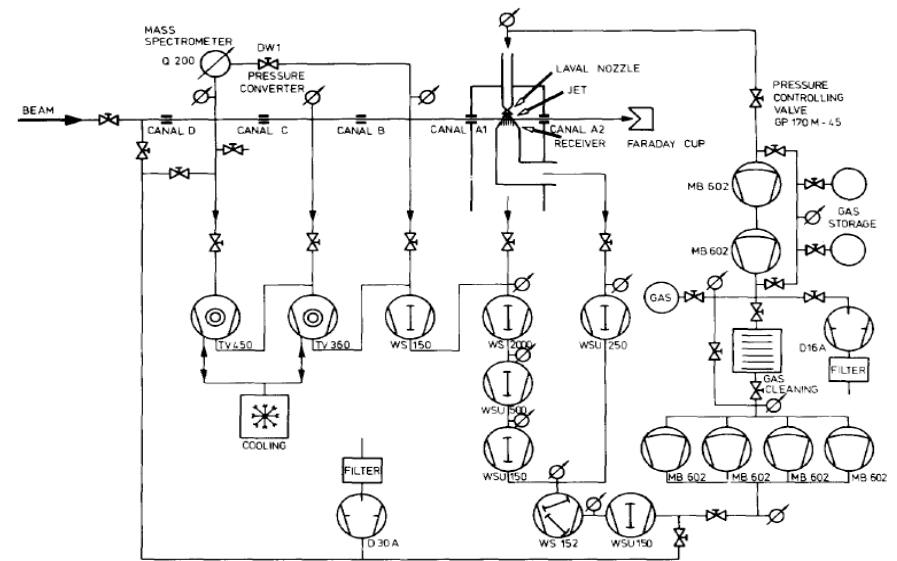 MASS
SPECTROMETER
Q 200
DW1
PRESSURE
CONVERTER
LAVAL NOZZLE
JET
PRESSURE
CONTROLLING
VALVE
GP 170 M-45
BEAM
CANAL D
CANAL C
CANAL B
CANAL A1
CANAL A2
RECEIVER
FARADAY CUP
MB 602
GAS
STORAGE
MB 602
GAS
TV 450
TV 360
WS 150
WS 2000
WSU 250
D16A
FILTER
GAS
CLEANING
WSU 500
COOLING
WSU 150
MB 602
MB 602
MB 602
MB 602
FILTER
D 30 A
WS 152
WSU 150